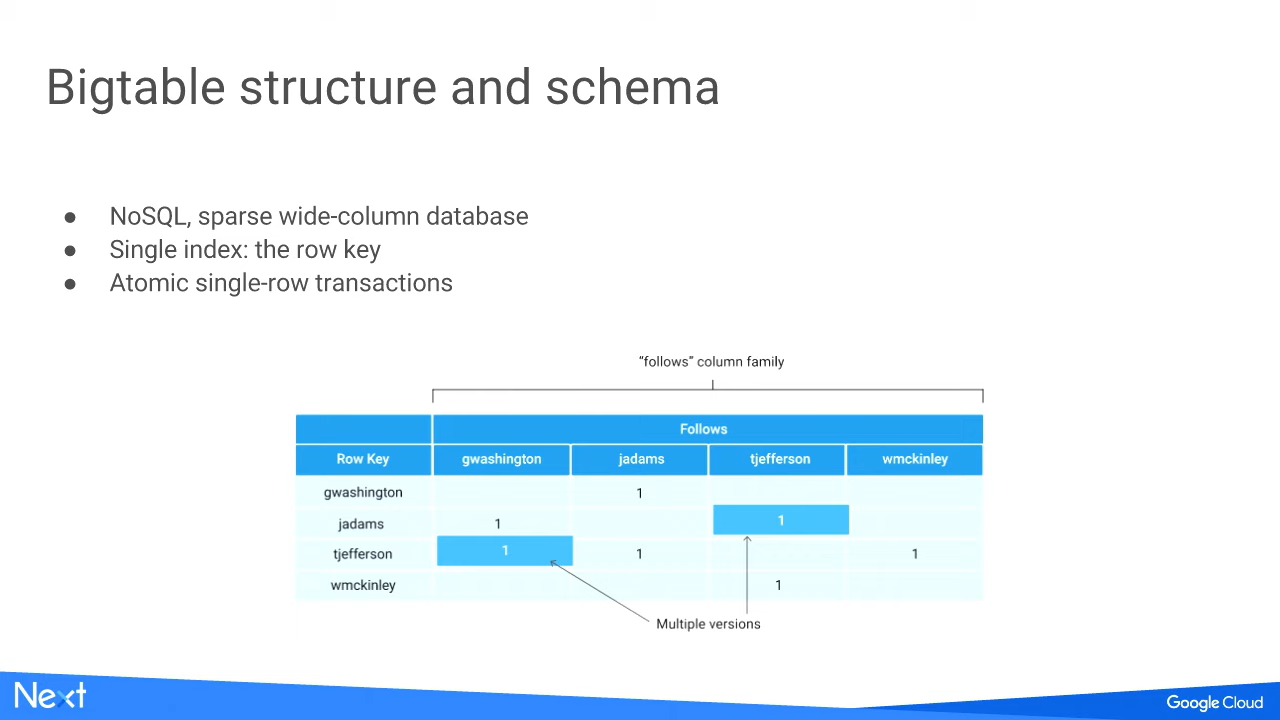 Bigtable structure and schema
● NoSQL, sparse wide-column database
● Single index: the row key
● Atomic single-row transactions
“follows” column family
Follows
Row Key gwashington jadams tjefferson wmckinley
gwashington 1
jadams 1 1
tjefferson 1 1 1
wmckinley 1
Multiple versions
Next
Google Cloud